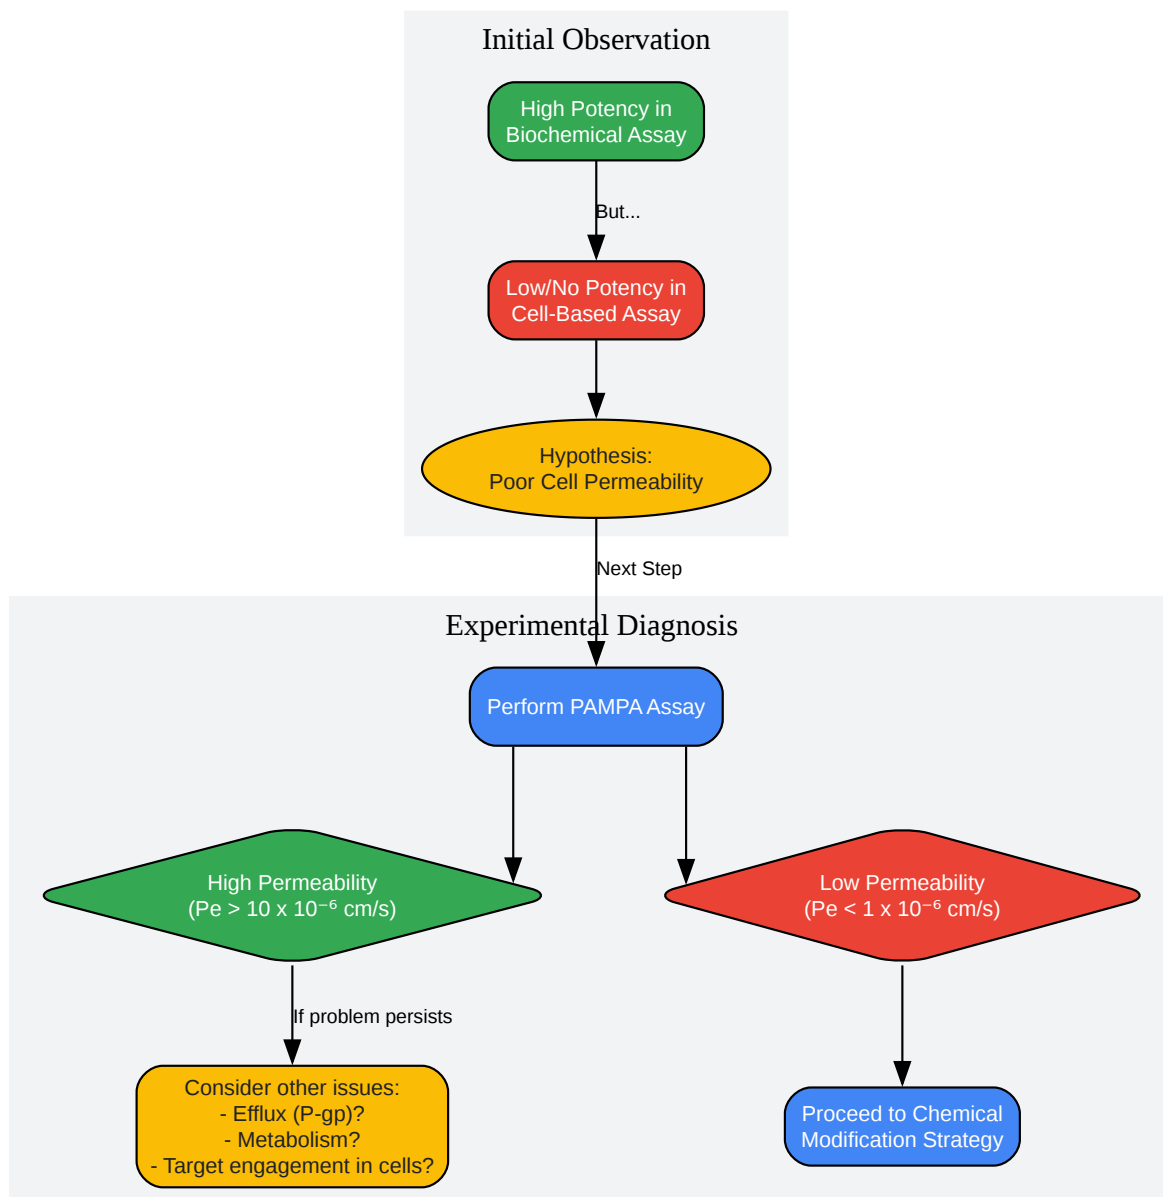 Initial Observation
High Potency in
Biochemical Assay
But...
Low/No Potency in
Cell-Based Assay
Hypothesis:
Poor Cell Permeability
Next Step
Experimental Diagnosis
Perform PAMPA Assay
High Permeability
(Pe > 10 x 10⁻⁶ cm/s)
Low Permeability
(Pe < 1 x 10⁻⁶ cm/s)
If problem persists
Consider other issues:
- Efflux (P-gp)?
- Metabolism?
- Target engagement in cells?
Proceed to Chemical
Modification Strategy